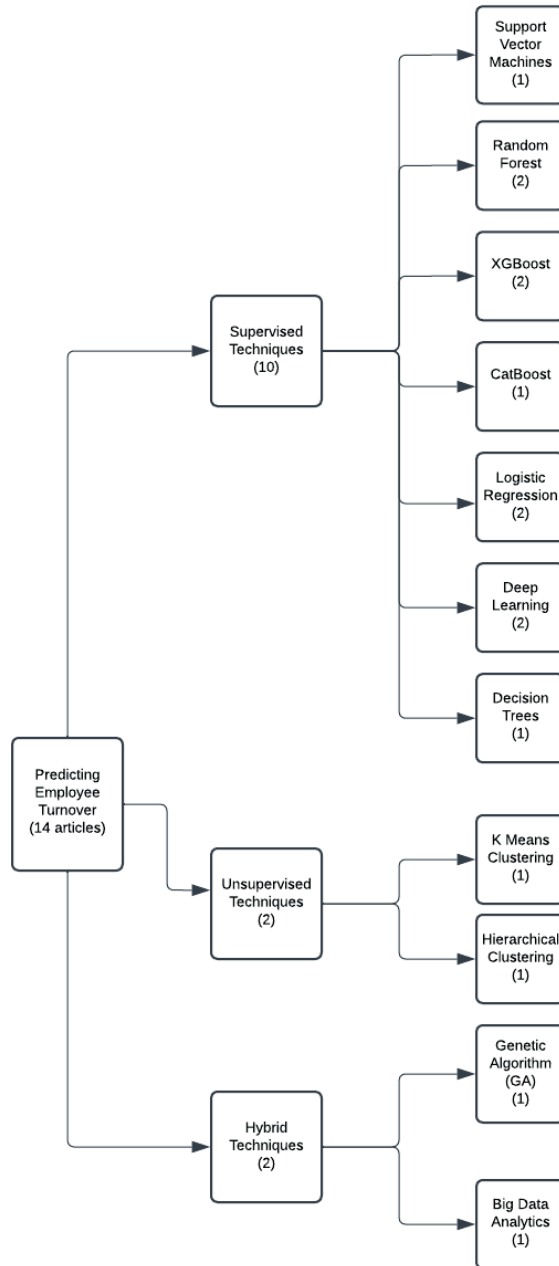 Predicting
Employee
Turnover
(14 articles)
Supervised
Techniques
(10)
Support
Vector
Machines
(1)
Random
Forest
(2)
XGBoost
(2)
CatBoost
(1)
Logistic
Regression
(2)
Deep
Learning
(2)
Decision
Trees
(1)
Unsupervised
Techniques
(2)
K Means
Clustering
(1)
Hierarchical
Clustering
(1)
Hybrid
Techniques
(2)
Genetic
Algorithm
(GA)
(1)
Big Data
Analytics
(1)